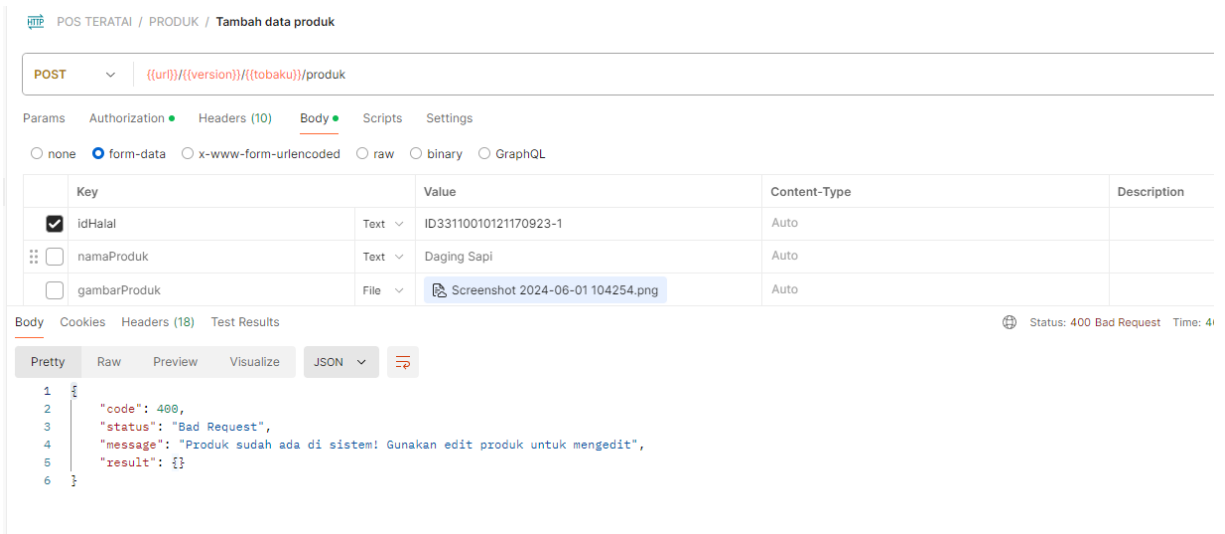 HTTP POS TERATAI / PRODUK / Tambah data produk
POST {{url}}/{{version}}/{{tobaku}}/produk
Params Authorization Headers (10) Body Scripts Settings
none form-data x-www-form-urlencoded raw binary GraphQL
Key Value Content-Type Description
idHalal Text ID33110010121170923-1 Auto
namaProduk Text Daging Sapi Auto
gambarProduk File Screenshot 2024-06-01 104254.png Auto
Body Cookies Headers (18) Test Results Status: 400 Bad Request Time:
Pretty Raw Preview Visualize JSON
1 {
2 "code": 400,
3 "status": "Bad Request",
4 "message": "Produk sudah ada di sistem! Gunakan edit produk untuk mengedit",
5 "result": {}
6 }